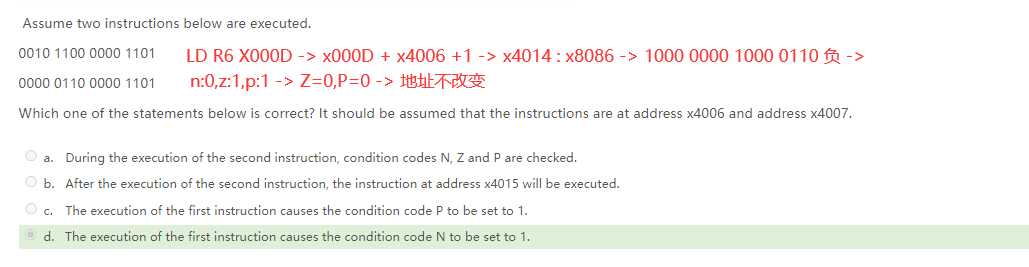 Assume two instructions below are executed.
0010 1100 0000 1101 LD R6 X000D -> x000D + x4006 +1 -> x4014 : x8086 -> 1000 0000 1000 0110 负 ->
0000 0110 0000 1101 n:0,z:1,p:1 -> Z=0,P=0 -> 地址不改变
Which one of the statements below is correct? It should be assumed that the instructions are at address x4006 and address x4007.
a. During the execution of the second instruction, condition codes N, Z and P are checked.
b. After the execution of the second instruction, the instruction at address x4015 will be executed.
c. The execution of the first instruction causes the condition code P to be set to 1.
d. The execution of the first instruction causes the condition code N to be set to 1.